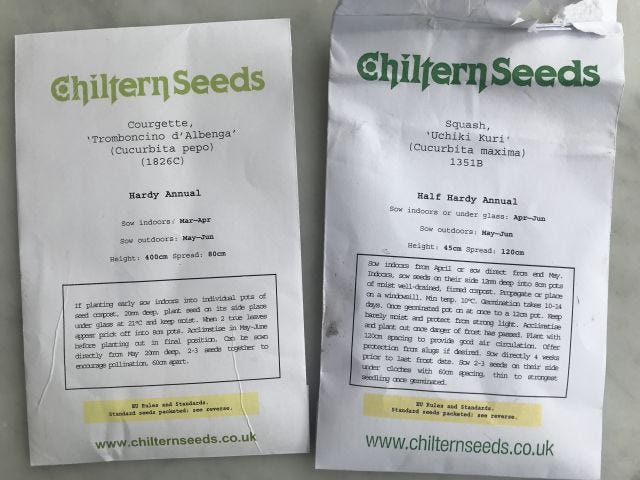 Chiltern Seeds
Courgette,
'Tromboncino d'Albenga'
(Cucurbita pepo)
(1826C)
Hardy Annual
Sow indoors: Mar—Apr
Sow outdoors: May—Jun
Height: 400cm Spread: 80cm
If planting early sow indoors into individual pots of
seed compost, 20mm deep, plant seed on its side place
under glass at 21°C and keep moist. When 2 true leaves
appear prick off into 8cm pots. Acclimatise in May-June
before planting out in final position. Can be sown
directly from May 20mm deep, 2-3 seeds together to
encourage pollination, 60cm apart.
EU Rules and Standards.
Standard seeds packeted: see reverse.
www.chilternseeds.co.uk
Chiltern Seeds
Squash,
'Uchiki Kuri'
(Cucurbita maxima)
1351B
Half Hardy Annual
Sow indoors or under glass: Apr—Jun
Sow outdoors: May—Jun
Height: 45cm Spread: 120cm
Sow indoors from April or sow direct from end May.
Indoors, sow seeds on their side 12mm deep into 8cm pots
of moist well-drained, firmed compost. Propagate or place
on a windowsill. Min temp. 10°C. Germination takes 10-14
days. Once germinated pot on at once to a 12cm pot. Keep
barely moist and protect from strong light. Acclimatise
and plant out once danger of frost has passed. Plant with
120cm spacing to provide good air circulation. Offer
protection from slugs if desired. Sow directly 4 weeks
prior to last frost date. Sow 2-3 seeds on their side
under cloches with 60cm spacing, thin to strongest
seedling once germinated.
EU Rules and Standards.
Standard seeds packeted: see reverse.
www.chilternseeds.co.uk